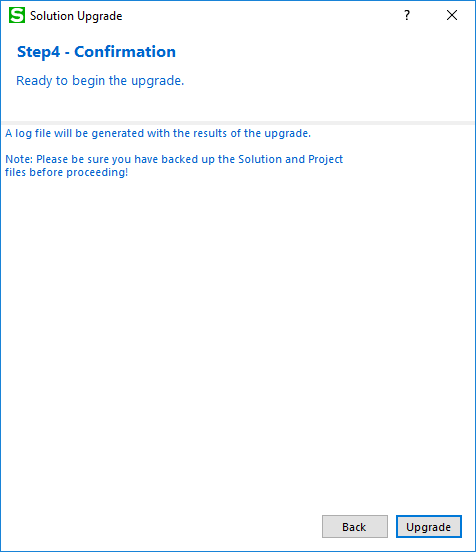 S Solution Upgrade ?
Step4 - Confirmation
Ready to begin the upgrade.
A log file will be generated with the results of the upgrade.
Note: Please be sure you have backed up the Solution and Project
files before proceeding!
Back Upgrade